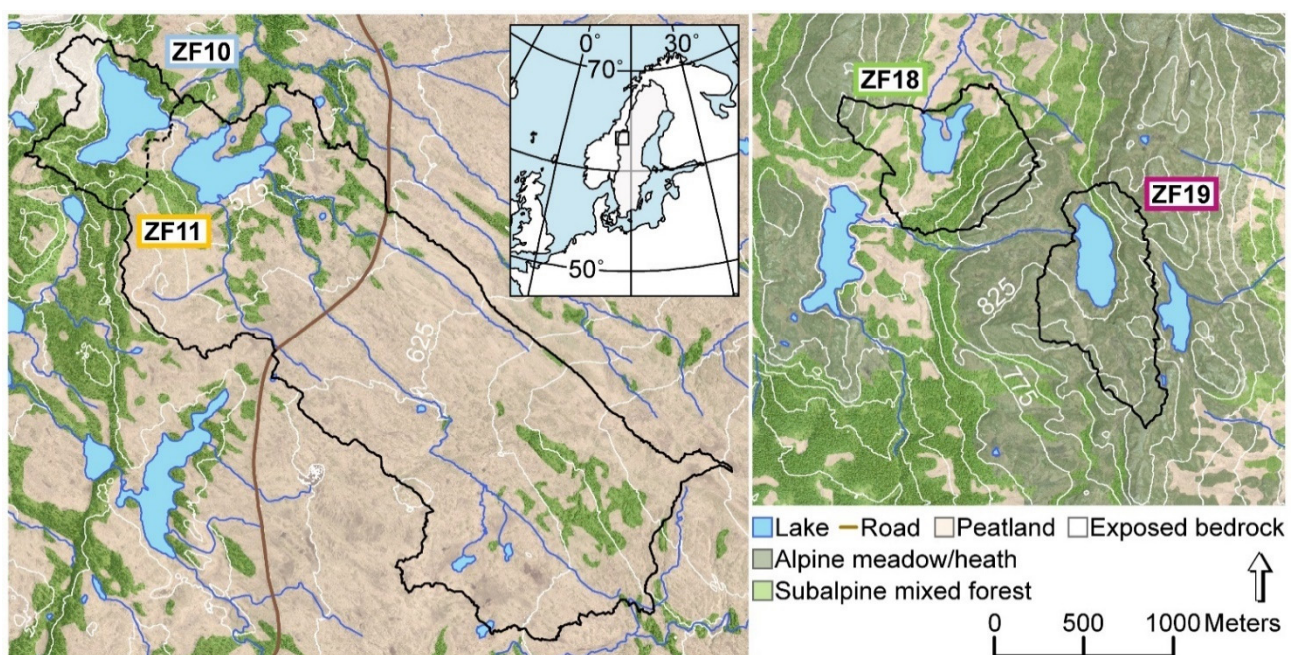 ZF10
ZF11
575
625
0° 30°
70°
50°
ZF18
ZF19
825
775
Lake Road Peatland Exposed bedrock
Alpine meadow/heath
Subalpine mixed forest
0 500 1000 Meters